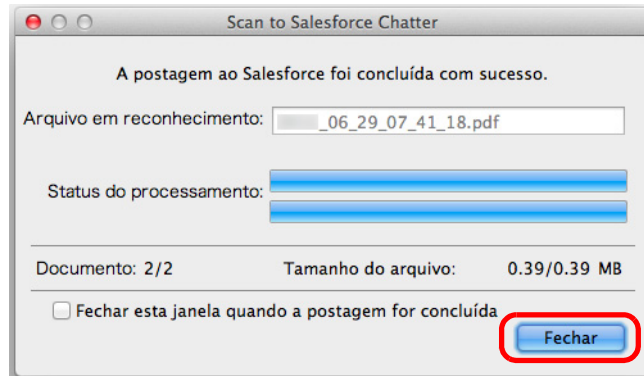 Scan to Salesforce Chatter
A postagem ao Salesforce foi concluída com sucesso.
Arquivo em reconhecimento: _06_29_07_41_18.pdf
Status do processamento:
Documento: 2/2 Tamanho do arquivo: 0.39/0.39 MB
Fechar esta janela quando a postagem for concluída
Fechar